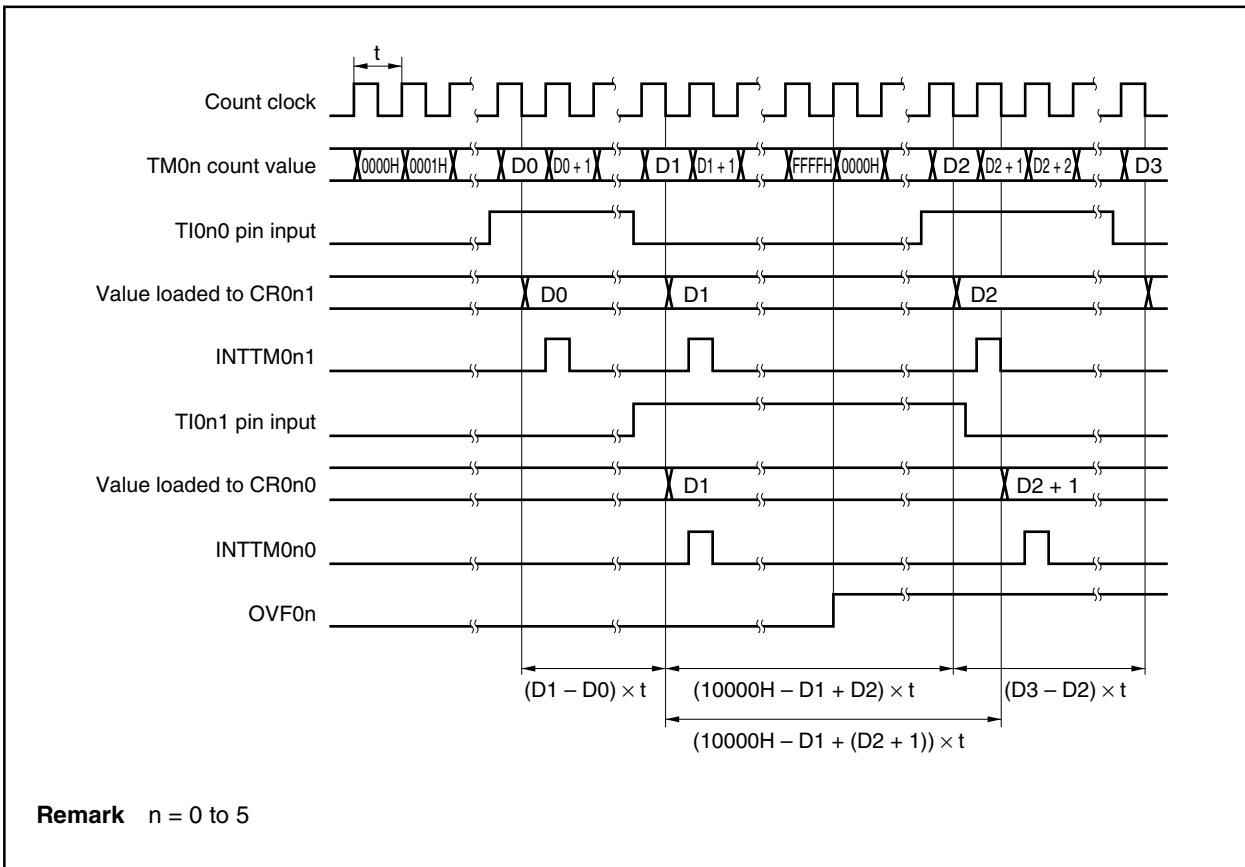 t
Count clock
TM0n count value 0000H 0001H D0 D0 + 1 D1 D1 + 1 FFFFH 0000H D2 D2 + 1 D2 + 2 D3
TI0n0 pin input
Value loaded to CR0n1 D0 D1 D2
INTTM0n1
TI0n1 pin input
Value loaded to CR0n0 D1 D2 + 1
INTTM0n0
OVF0n
(D1 – D0) × t (10000H – D1 + D2) × t (D3 – D2) × t
(10000H – D1 + (D2 + 1)) × t
Remark n = 0 to 5